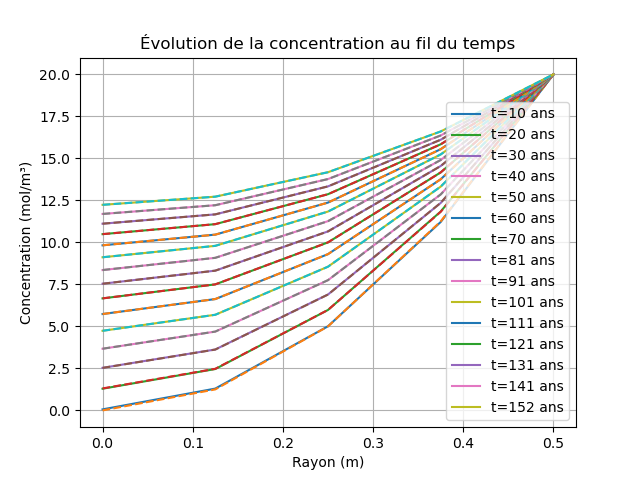 Évolution de la concentration au fil du temps
20.0
17.5
15.0
12.5
10.0
7.5
5.0
2.5
0.0
Concentration (mol/m³)
0.0 0.1 0.2 0.3 0.4 0.5
Rayon (m)
t=10 ans
t=20 ans
t=30 ans
t=40 ans
t=50 ans
t=60 ans
t=70 ans
t=81 ans
t=91 ans
t=101 ans
t=111 ans
t=121 ans
t=131 ans
t=141 ans
t=152 ans